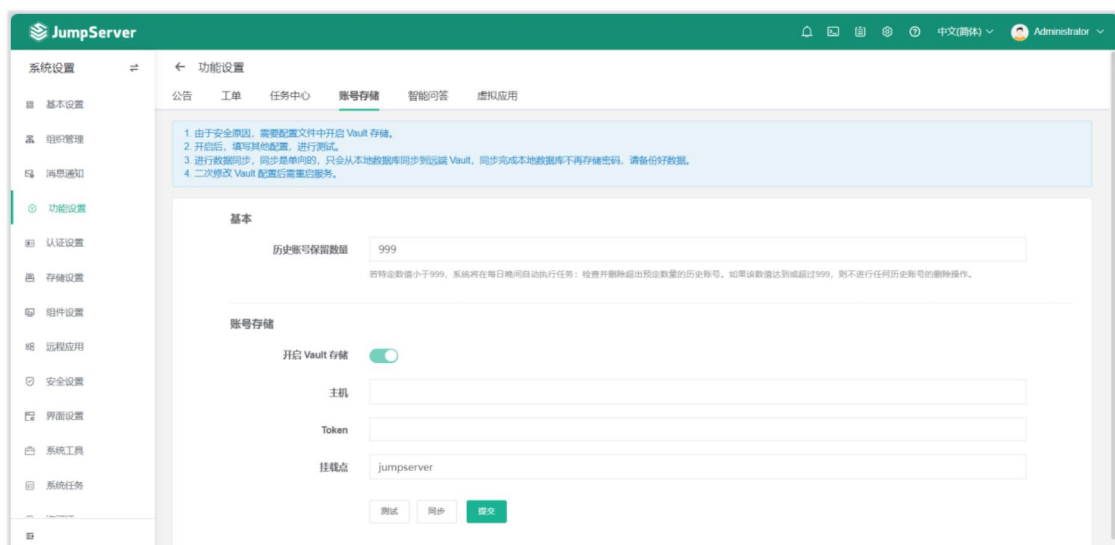 JumpServer
中文(简体)
Administrator
系统设置
功能设置
基本设置
组织管理
消息通知
功能设置
认证设置
存储设置
组件设置
远程应用
安全设置
界面设置
系统工具
系统任务
公告 工单 任务中心 账号存储 智能问答 虚拟应用
1. 由于安全原因，需要配置文件中开启 Vault 存储。
2. 开启后，填写其他配置，进行测试。
3. 进行数据同步，同步是单向的，只会从本地数据库同步到远端 Vault，同步完成本地数据库不再存储密码，请备份好数据。
4. 二次修改 Vault 配置后需重启服务。
基本
历史账号保留数量 999
若特定数值小于999，系统将在每日晚间自动执行任务：检查并删除超出预定数量的历史账号。如果该数值达到或超过999，则不进行任何历史账号的删除操作。
账号存储
开启 Vault 存储
主机
Token
挂载点 jumpserver
测试 同步 提交